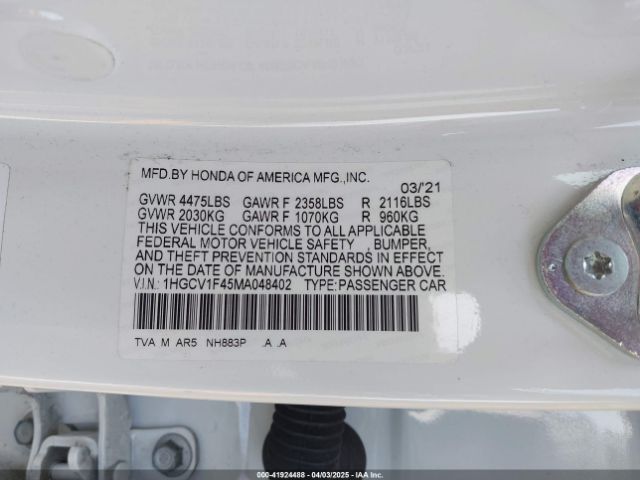 MFD.BY HONDA OF AMERICA MFG.,INC.
03/'21
GVWR 4475LBS GAWR F 2358LBS R 2116LBS
GVWR 2030KG GAWR F 1070KG R 960KG
THIS VEHICLE CONFORMS TO ALL APPLICABLE
FEDERAL MOTOR VEHICLE SAFETY , BUMPER,
AND THEFT PREVENTION STANDARDS IN EFFECT
ON THE DATE OF MANUFACTURE SHOWN ABOVE.
V.I.N.: 1HGCV1F45MA048402 TYPE:PASSENGER CAR
TVA M AR5 NH883P .A .A
000-41924488 - 04/03/2025 - IAAI Vehicles